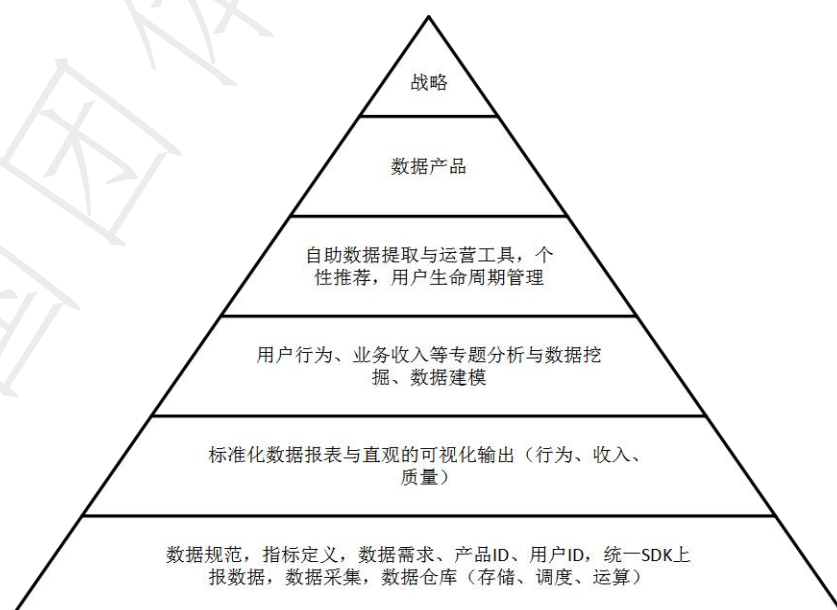 战略
数据产品
自助数据提取与运营工具，个
性推荐，用户生命周期管理
用户行为、业务收入等专题分析与数据挖
掘、数据建模
标准化数据报表与直观的可视化输出（行为、收入、
质量）
数据规范，指标定义，数据需求、产品ID、用户ID，统一SDK上
报数据，数据采集，数据仓库（存储、调度、运算）